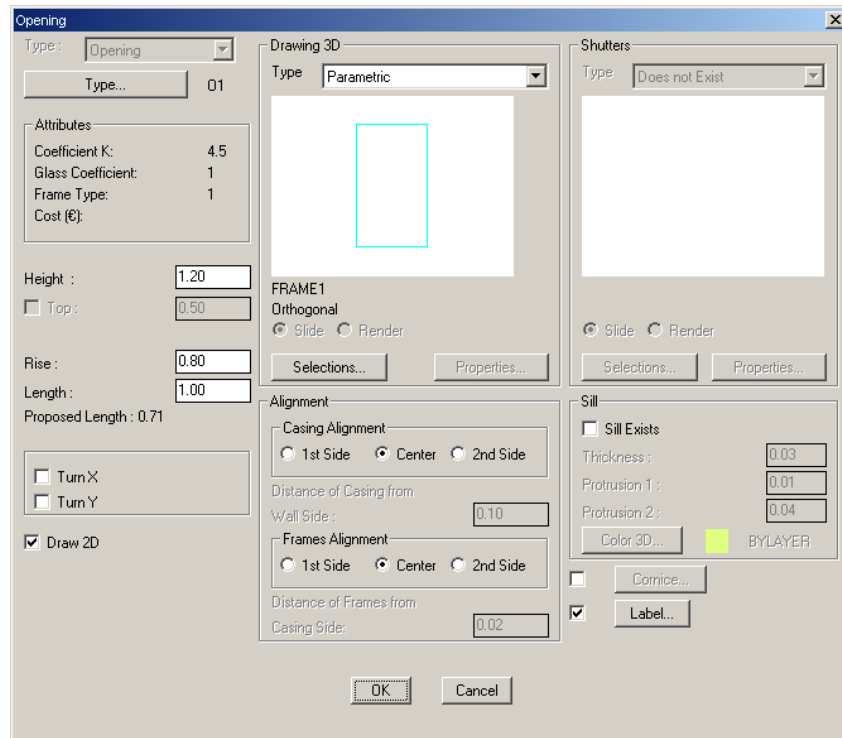 Opening
Type : Opening
Type... O1
Attributes
Coefficient K: 4.5
Glass Coefficient: 1
Frame Type: 1
Cost (€):
Height : 1.20
Top : 0.50
Rise : 0.80
Length : 1.00
Proposed Length : 0.71
Turn X
Turn Y
Draw 2D
Drawing 3D
Type Parametric
FRAME1
Orthogonal
Slide Render
Selections... Properties...
Alignment
Casing Alignment
1st Side Center 2nd Side
Distance of Casing from
Wall Side : 0.10
Frames Alignment
1st Side Center 2nd Side
Distance of Frames from
Casing Side: 0.02
Shutters
Type Does not Exist
Slide Render
Selections... Properties...
Sill
Sill Exists
Thickness : 0.03
Protrusion 1 : 0.01
Protrusion 2 : 0.04
Color 3D... BYLAYER
Cornice...
Label...
OK Cancel